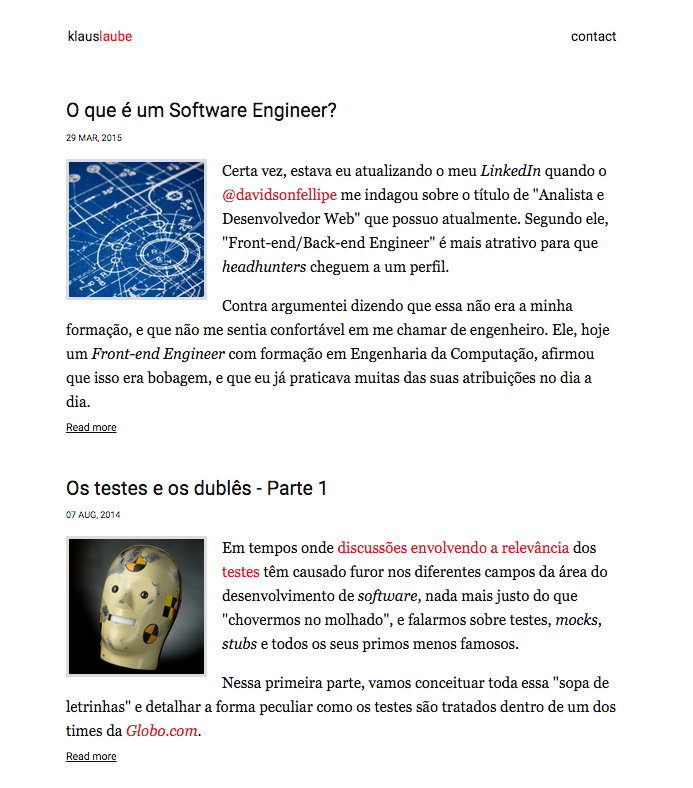 klauslaube contact
O que é um Software Engineer?
29 MAR, 2015
Certa vez, estava eu atualizando o meu LinkedIn quando o
@davidsonfellipe me indagou sobre o título de "Analista e
Desenvolvedor Web" que possuo atualmente. Segundo ele,
"Front-end/Back-end Engineer" é mais atrativo para que
headhunters cheguem a um perfil.
Contra argumentei dizendo que essa não era a minha
formação, e que não me sentia confortável em me chamar de engenheiro. Ele, hoje
um Front-end Engineer com formação em Engenharia da Computação, afirmou
que isso era bobagem, e que eu já praticava muitas das suas atribuições no dia a
dia.
Read more
Os testes e os dublês - Parte 1
07 AUG, 2014
Em tempos onde discussões envolvendo a relevância dos
testes têm causado furor nos diferentes campos da área do
desenvolvimento de software, nada mais justo do que
"chovermos no molhado", e falarmos sobre testes, mocks,
stubs e todos os seus primos menos famosos.
Nessa primeira parte, vamos conceituar toda essa "sopa de
letrinhas" e detalhar a forma peculiar como os testes são tratados dentro de um dos
times da Globo.com.
Read more